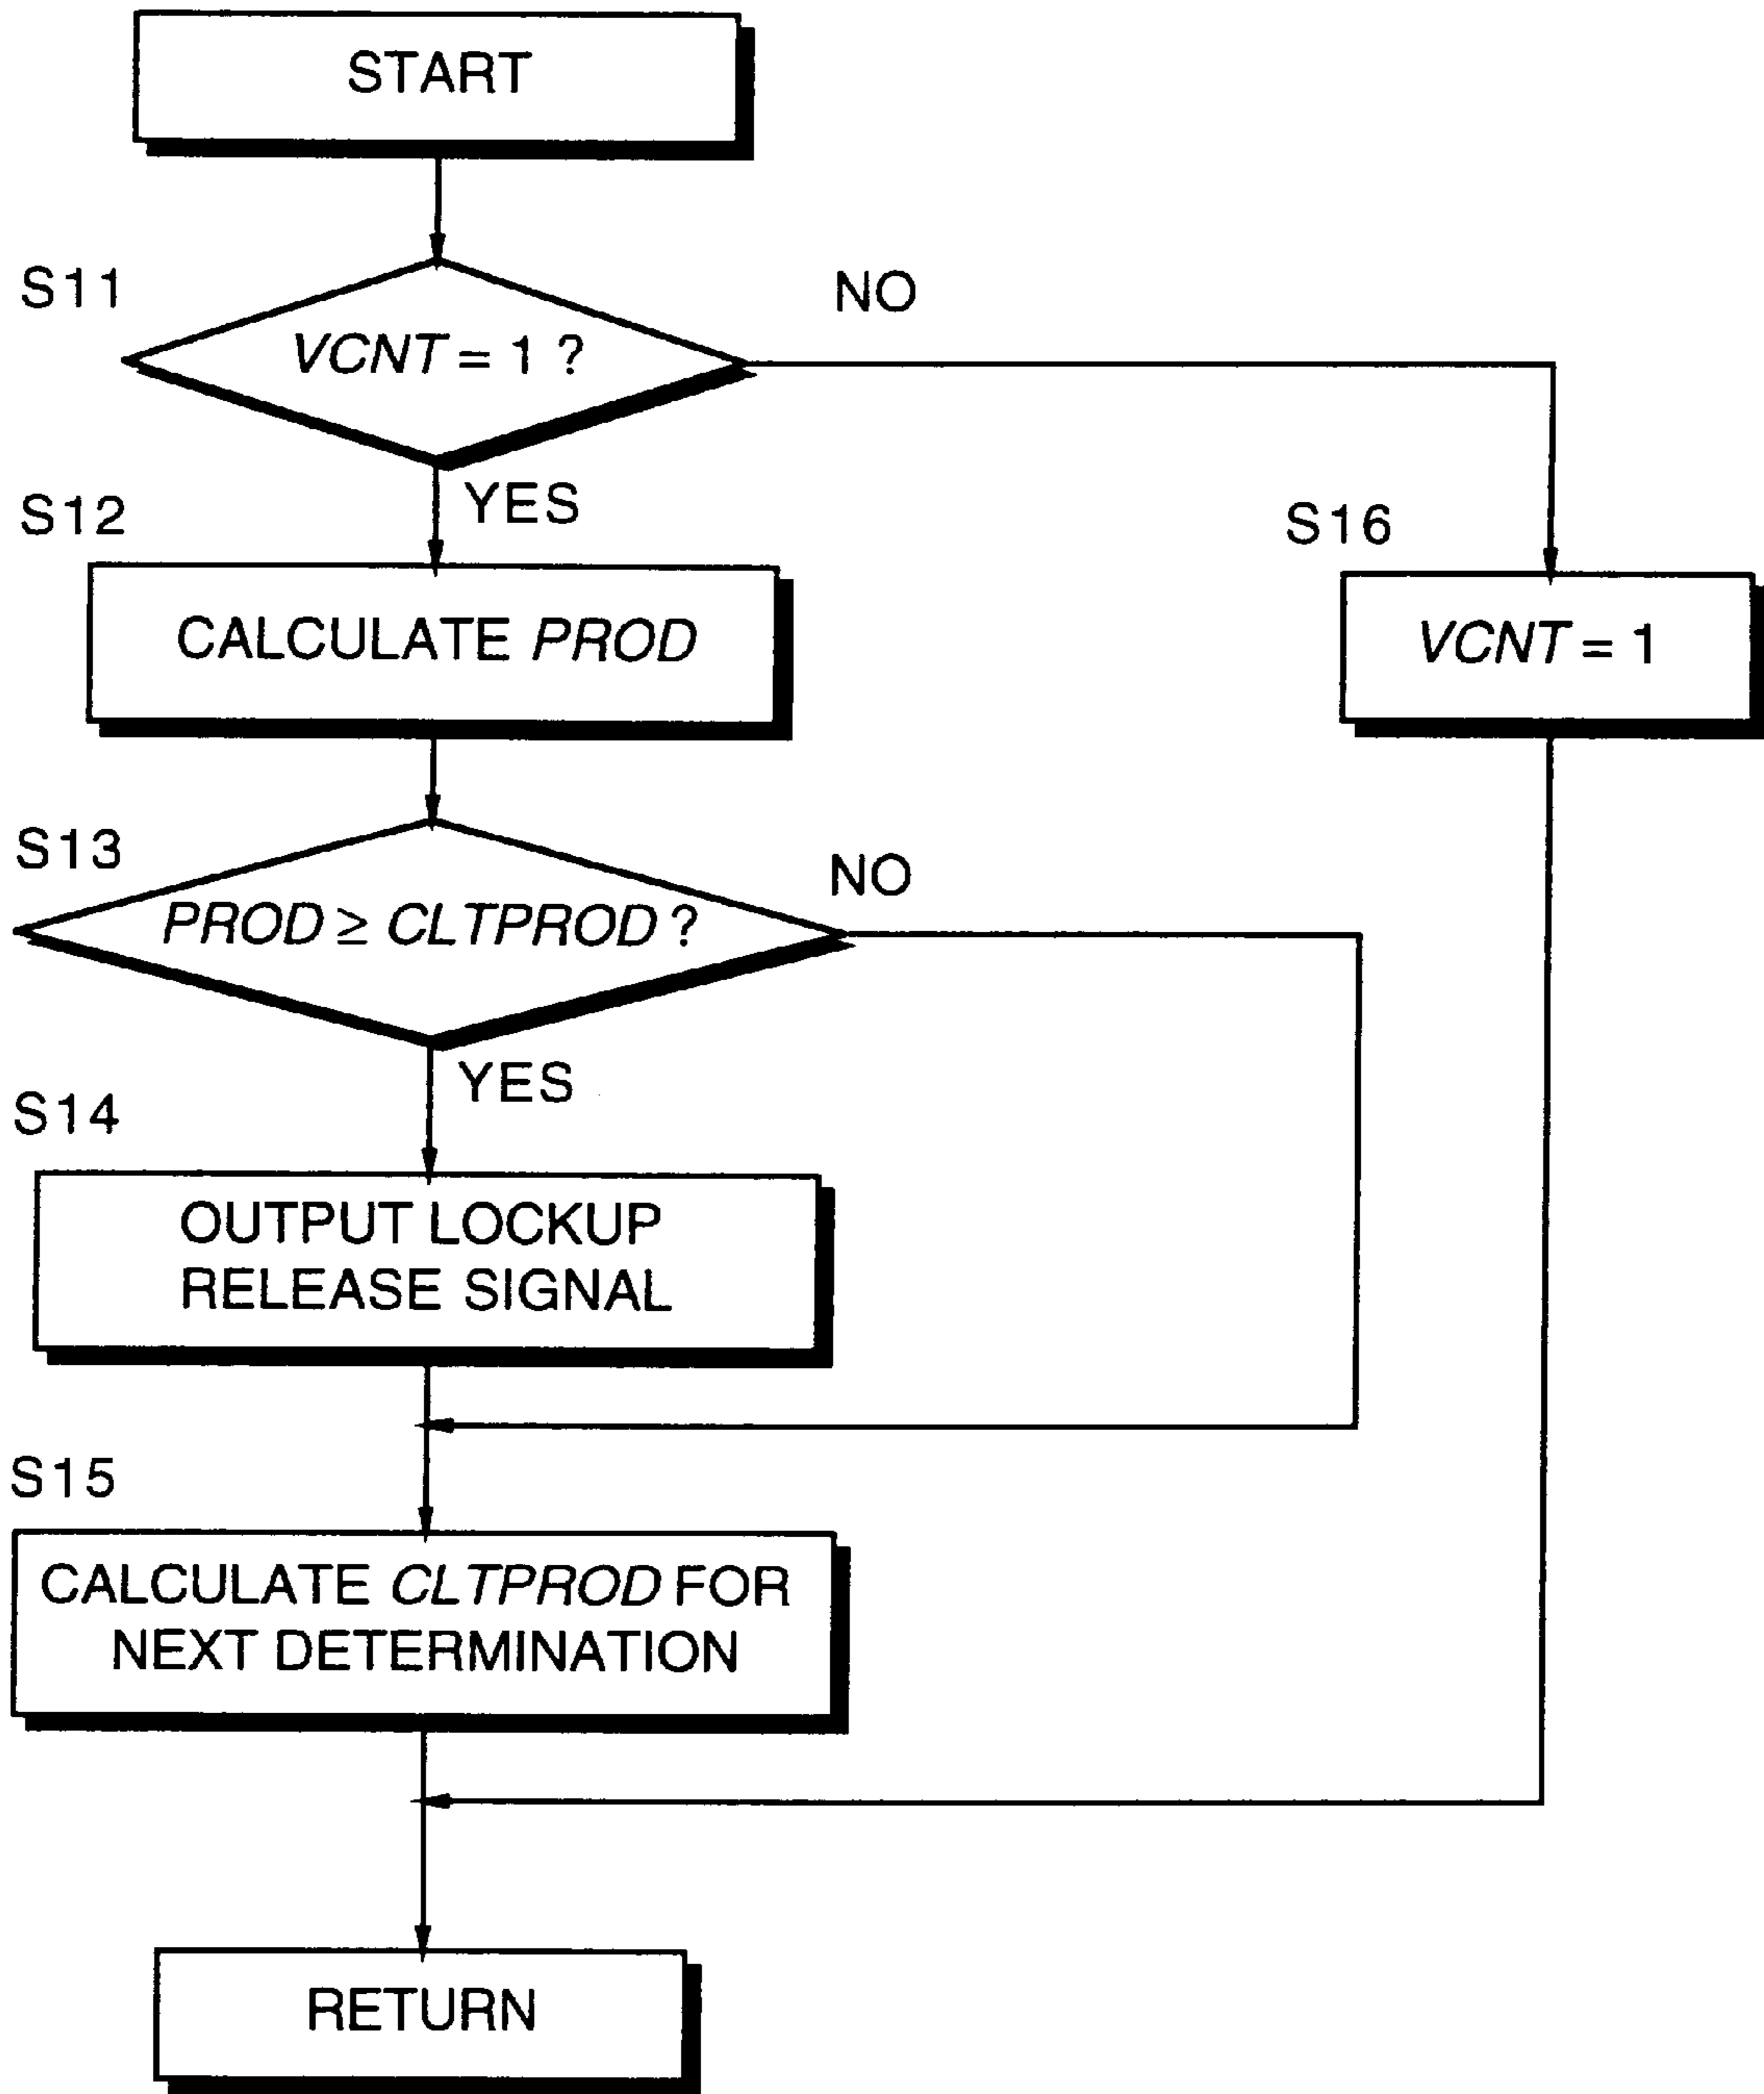 START
S11
VCNT = 1 ?
NO
YES
S12
CALCULATE PROD
S16
VCNT = 1
S13
PROD ≥ CLTPROD ?
NO
YES
S14
OUTPUT LOCKUP
RELEASE SIGNAL
S15
CALCULATE CLTPROD FOR
NEXT DETERMINATION
RETURN